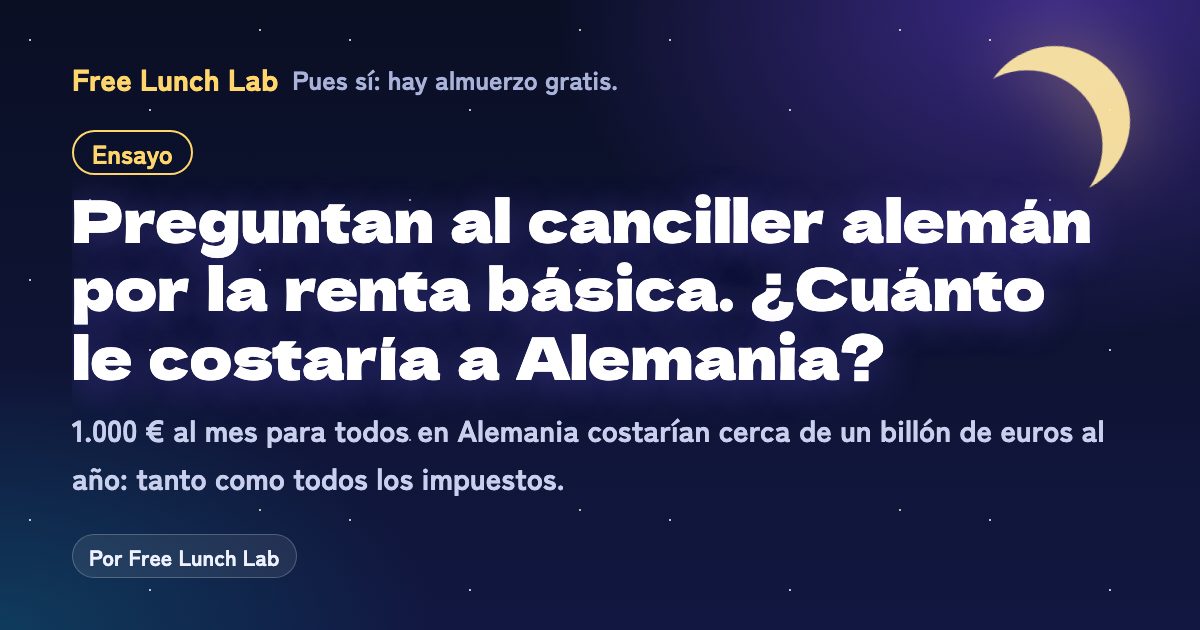 Free Lunch Lab Pues sí: hay almuerzo gratis.
Ensayo
Preguntan al canciller alemán
por la renta básica. ¿Cuánto
le costaría a Alemania?
1.000 € al mes para todos en Alemania costarían cerca de un billón de euros al
año: tanto como todos los impuestos.
Por Free Lunch Lab